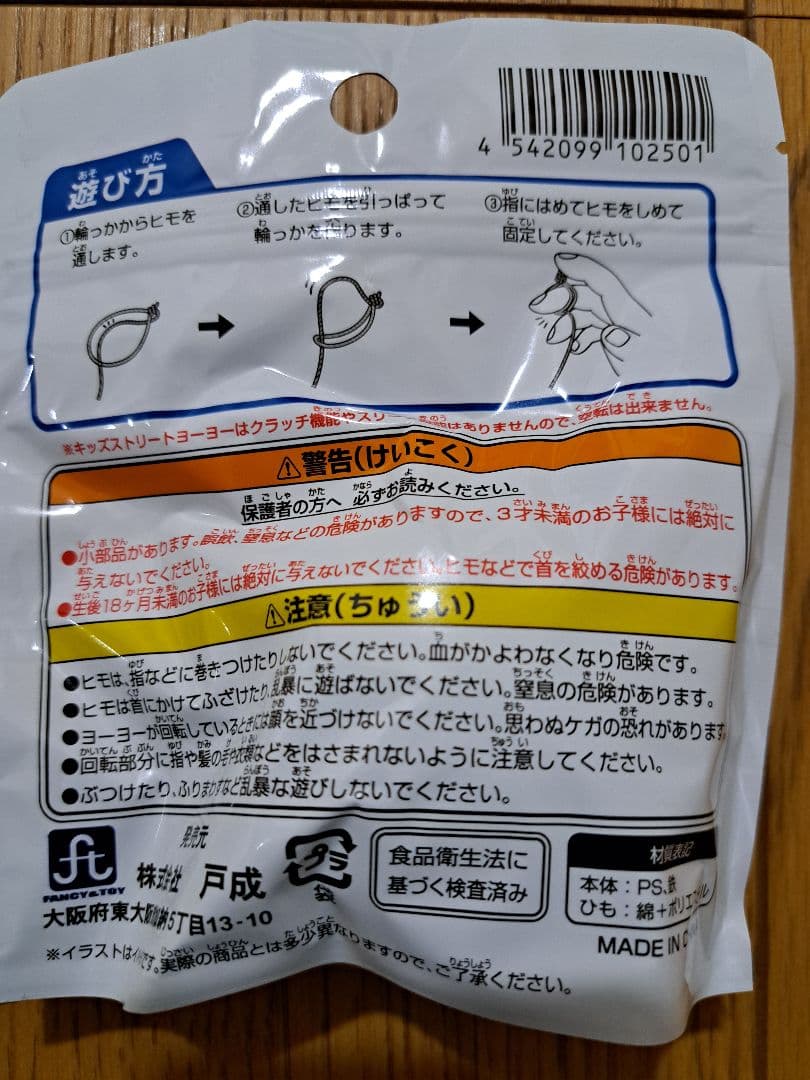 4 542099 102501
遊び方
①輪っかからヒモを
通します。
②通したヒモを引っぱって
輪っかを作ります。
③指にはめてヒモをしめて
固定してください。
※キッズストリートヨーヨーはクラッチ機能やスリー 機能はありませんので、空転は出来ません。
⚠警告(けいこく)
保護者の方へ 必ずお読みください。
●小部品があります。誤飲、窒息などの危険がありますので、3才未満のお子様には絶対に
与えないでください。
●生後18ヶ月未満のお子様には絶対に与えないでください。ヒモなどで首を絞める危険があります。
⚠注意(ちゅうい)
●ヒモは、指などに巻きつけたりしないでください。血がかよわなくなり危険です。
●ヒモは首にかけてふざけたり、乱暴に遊ばないでください。窒息の危険があります。
●ヨーヨーが回転しているときには顔を近づけないでください。思わぬケガの恐れがあります
●回転部分に指や髪の毛や衣類などをはさまれないように注意してください。
●ぶつけたり、ふりまわすなど乱暴な遊びしないでください。
ft
FANCY&TOY
発売元
株式会社 戸成
大阪府東大阪 加納5丁目13-10
プラ
袋
食品衛生法に
基づく検査済み
材質表記
本体：PS、鉄
ひも：綿＋ポリエステル
MADE IN
※イラストは です。実際の商品とは多少異なりますので、ご了承ください。